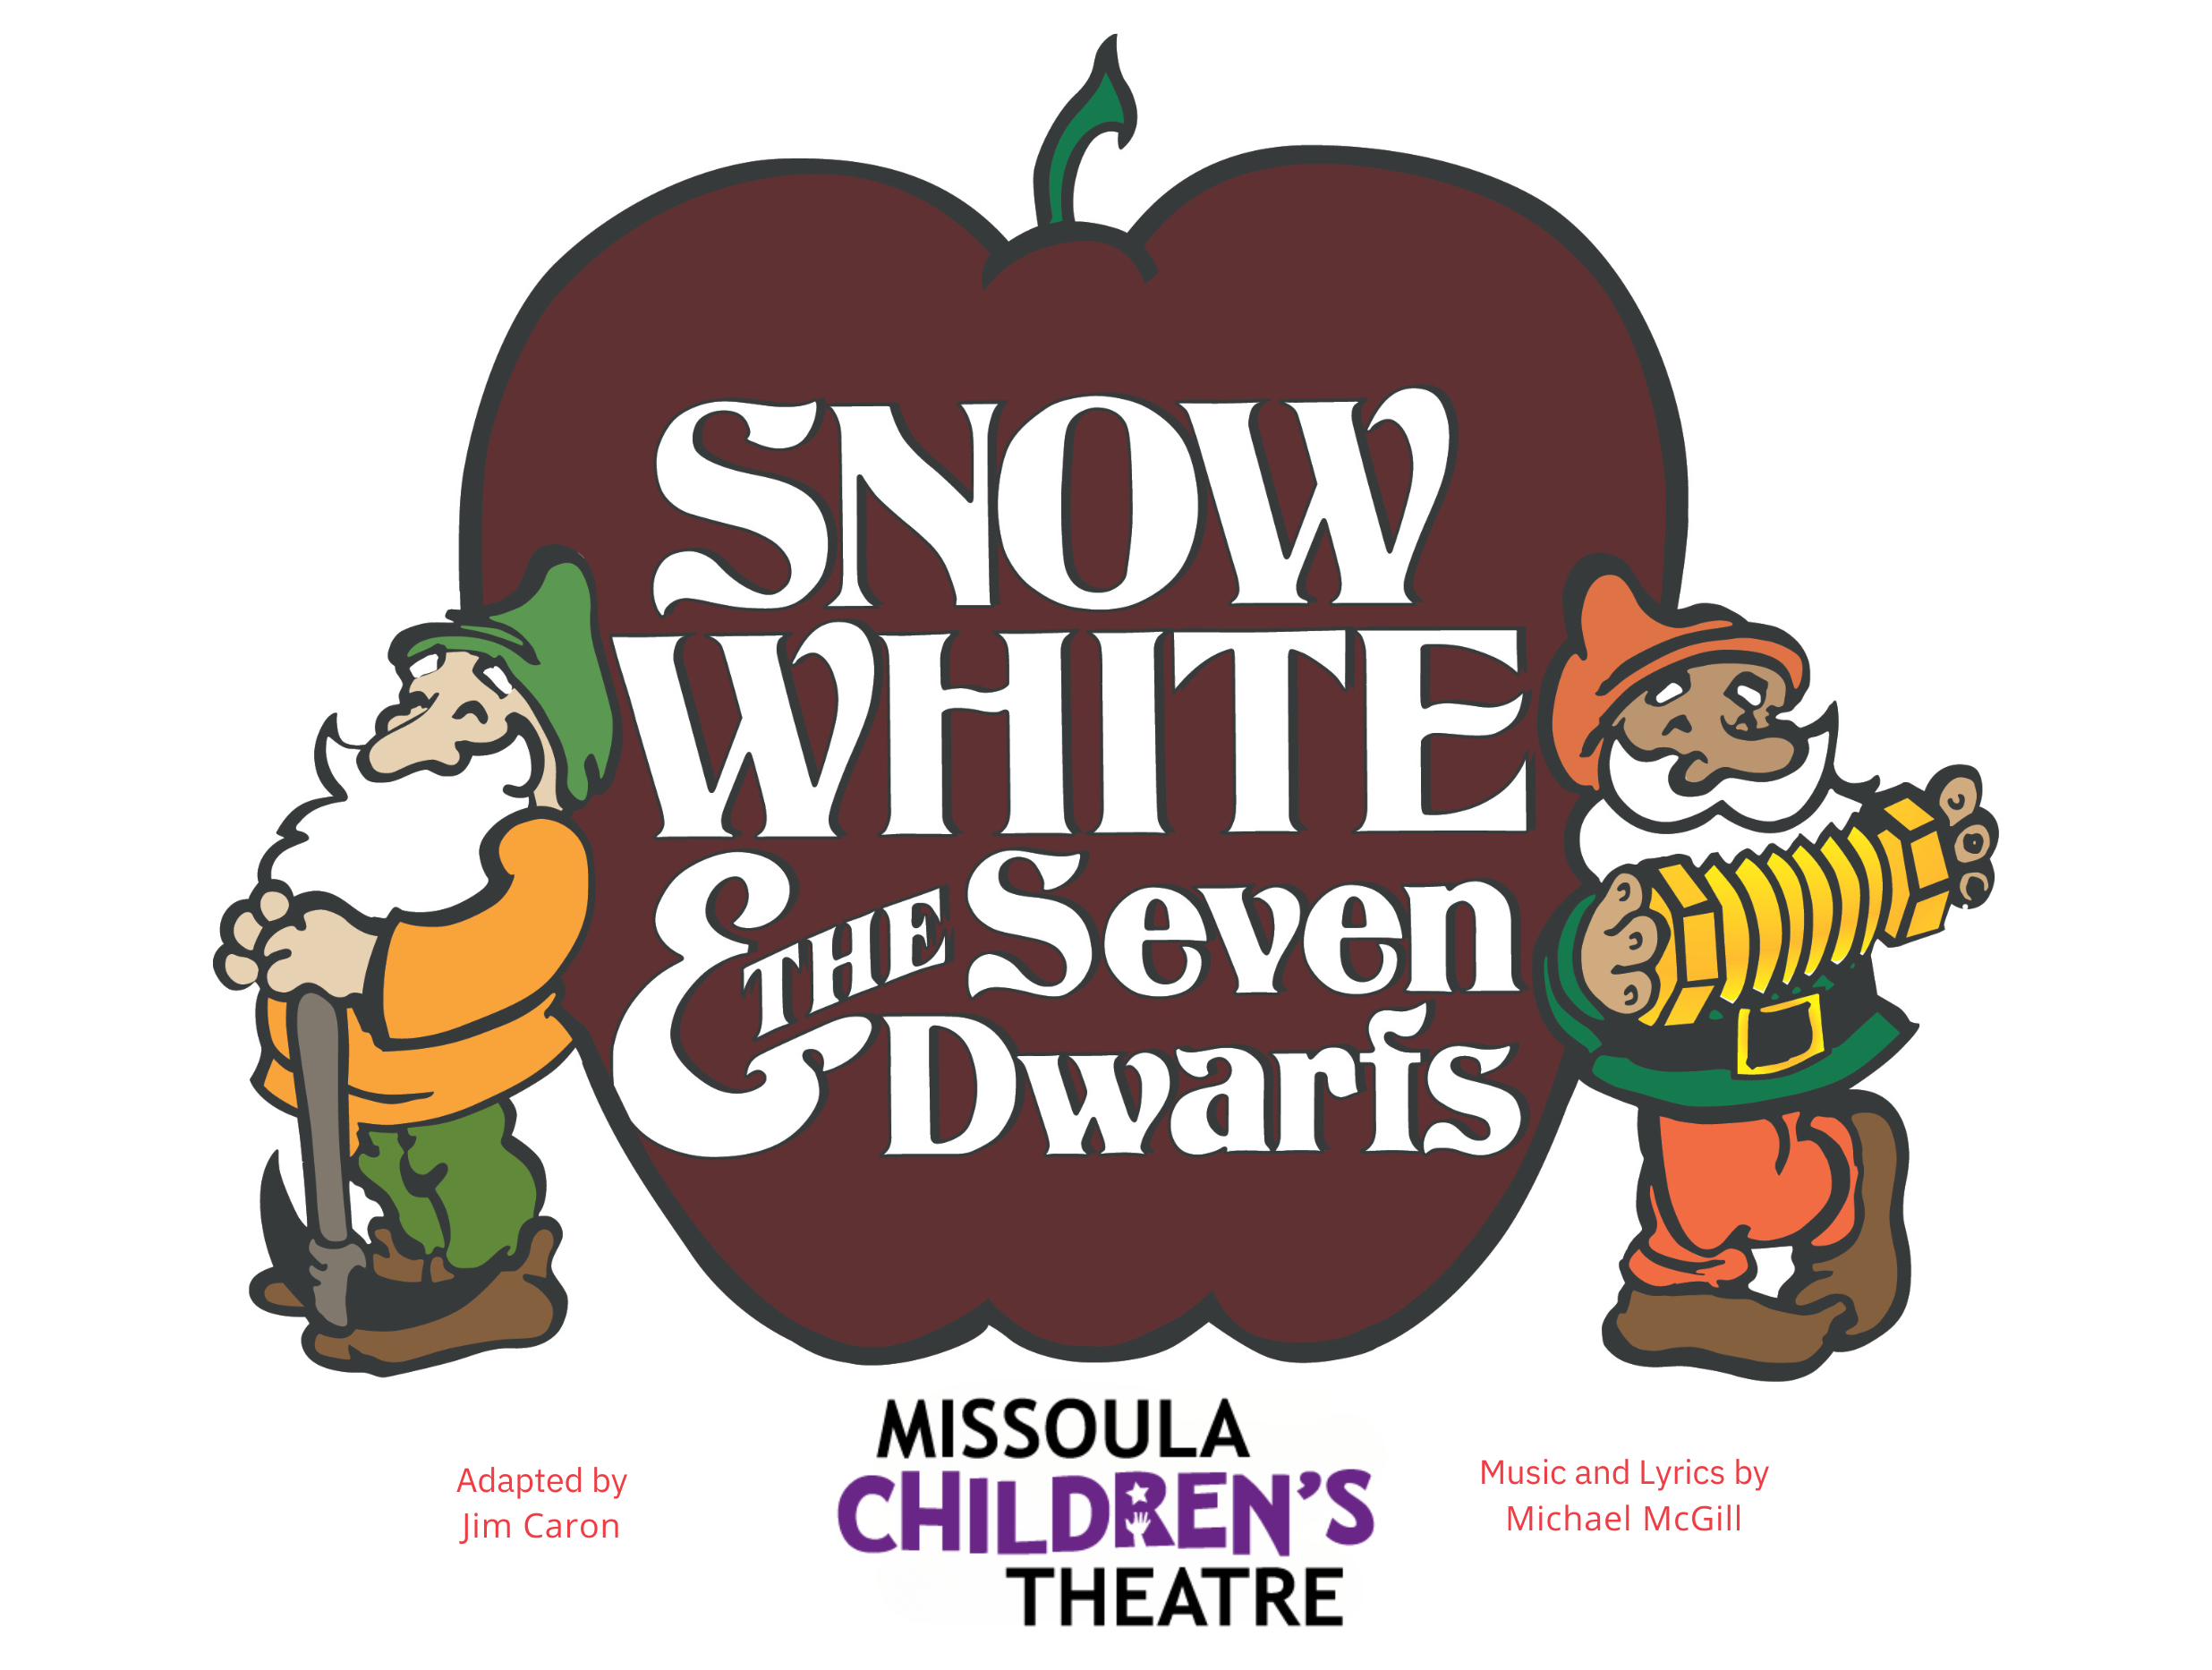 SNOW
WHITE
& THE Seven
Dwarfs
MISSOULA
CHILDREN'S
THEATRE
Adapted by
Jim Caron
Music and Lyrics by
Michael McGill